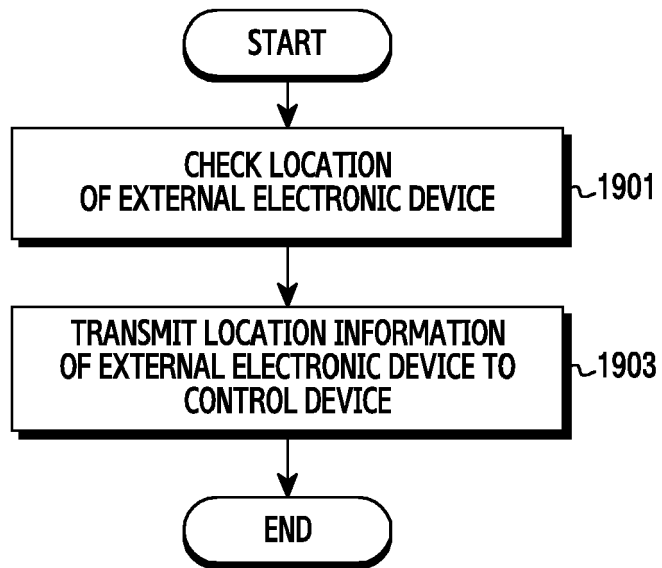 START
CHECK LOCATION
OF EXTERNAL ELECTRONIC DEVICE
1901
TRANSMIT LOCATION INFORMATION
OF EXTERNAL ELECTRONIC DEVICE TO
CONTROL DEVICE
1903
END